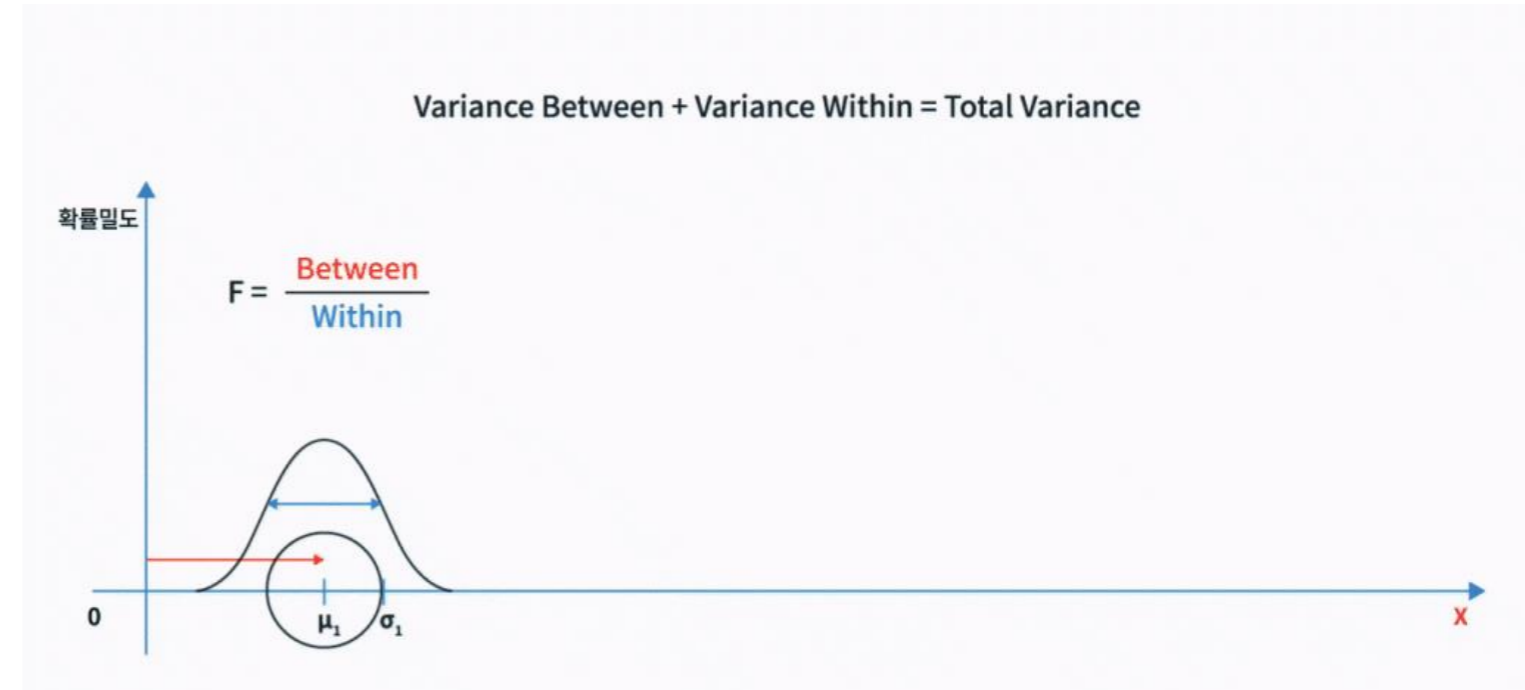 Variance Between + Variance Within = Total Variance
확률밀도
Between
F =
Within
0
μ₁
σ₁
X